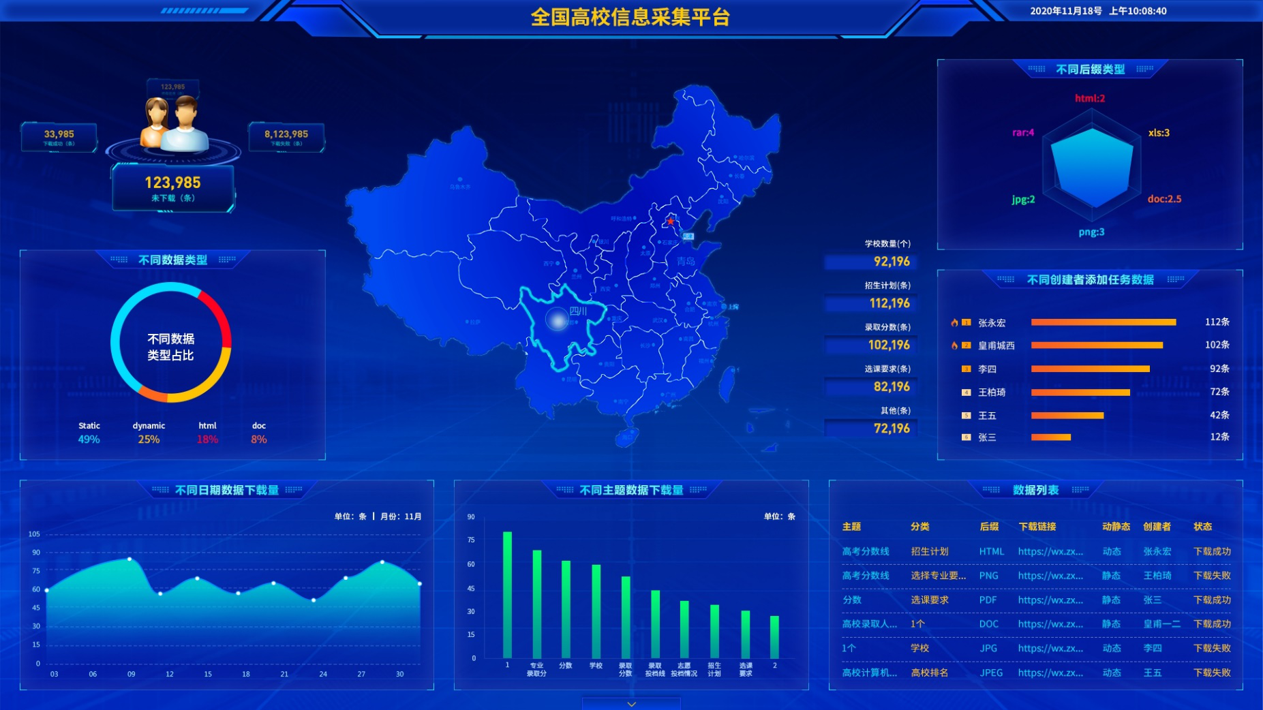 全国高校信息采集平台
2020年11月18号 上午10:08:40
123,985
33,985
下载成功（条）
8,123,985
下载失败（条）
123,985
未下载（条）
不同数据类型
不同数据
类型占比
Static dynamic html doc
49% 25% 18% 8%
四川
青岛
上海
学校数量(个)
92,196
招生计划(条)
112,196
录取分数(条)
102,196
选课要求(条)
82,196
其他(条)
72,196
不同后缀类型
html:2
rar:4
xls:3
jpg:2
doc:2.5
png:3
不同创建者添加任务数据
1 张永宏 112条
2 皇甫城西 102条
3 李四 92条
4 王柏琦 72条
5 王五 42条
6 张三 12条
不同日期数据下载量
单位：条 | 月份：11月
105
90
75
60
45
30
15
0
03 06 09 12 15 18 21 24 27 30
不同主题数据下载量
单位：条
90
75
60
45
30
15
0
1 专业 分数 学校 录取 录取 志愿 招生 选课 2
录取分 分数 投档线 投档情况 计划 要求
数据列表
主题 分类 后缀 下载链接 动静态 创建者 状态
高考分数线 招生计划 HTML https://wx.zx... 动态 张永宏 下载成功
高考分数线 选择专业要... PNG https://wx.zx... 静态 王柏琦 下载失败
分数 选课要求 PDF https://wx.zx... 静态 张三 下载成功
高校录取人... 1个 DOC https://wx.zx... 静态 皇甫一二 下载失败
1个 学校 JPG https://wx.zx... 动态 李四 下载失败
高校计算机... 高校排名 JPEG https://wx.zx... 动态 王五 下载失败